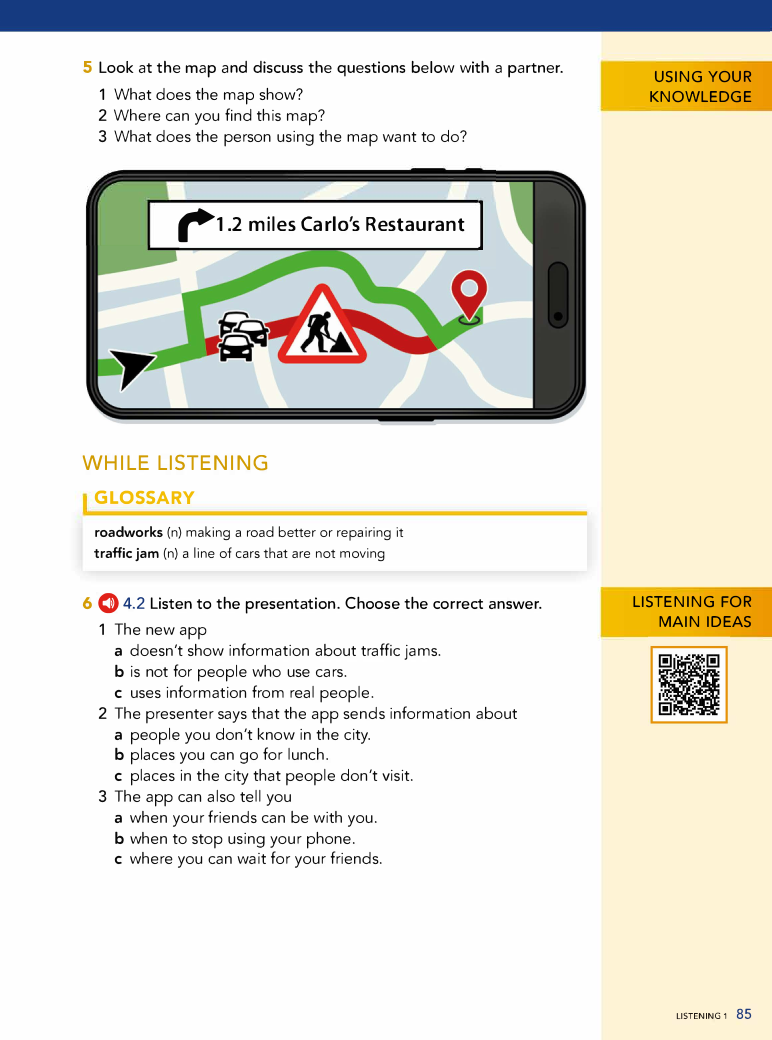 5 Look at the map and discuss the questions below with a partner.
1 What does the map show?
2 Where can you find this map?
3 What does the person using the map want to do?
USING YOUR
KNOWLEDGE
1.2 miles Carlo's Restaurant
WHILE LISTENING
GLOSSARY
roadworks (n) making a road better or repairing it
traffic jam (n) a line of cars that are not moving
6 4.2 Listen to the presentation. Choose the correct answer.
LISTENING FOR
MAIN IDEAS
1 The new app
a doesn't show information about traffic jams.
b is not for people who use cars.
c uses information from real people.
2 The presenter says that the app sends information about
a people you don't know in the city.
b places you can go for lunch.
c places in the city that people don't visit.
3 The app can also tell you
a when your friends can be with you.
b when to stop using your phone.
c where you can wait for your friends.
LISTENING 1 85